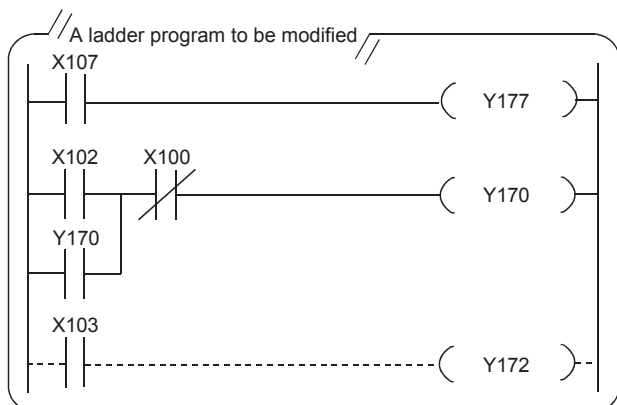 A ladder program to be modified
X107
Y177
X102 X100
Y170
Y170
X103
Y172